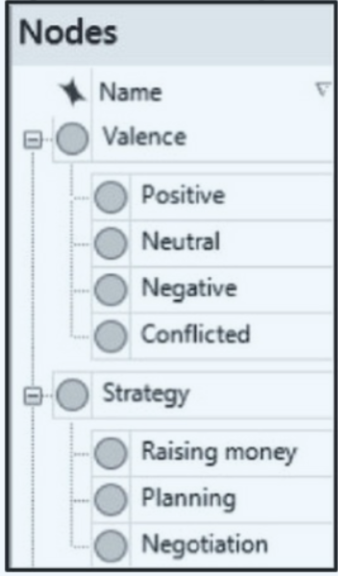 Nodes
Name
Valence
Positive
Neutral
Negative
Conflicted
Strategy
Raising money
Planning
Negotiation